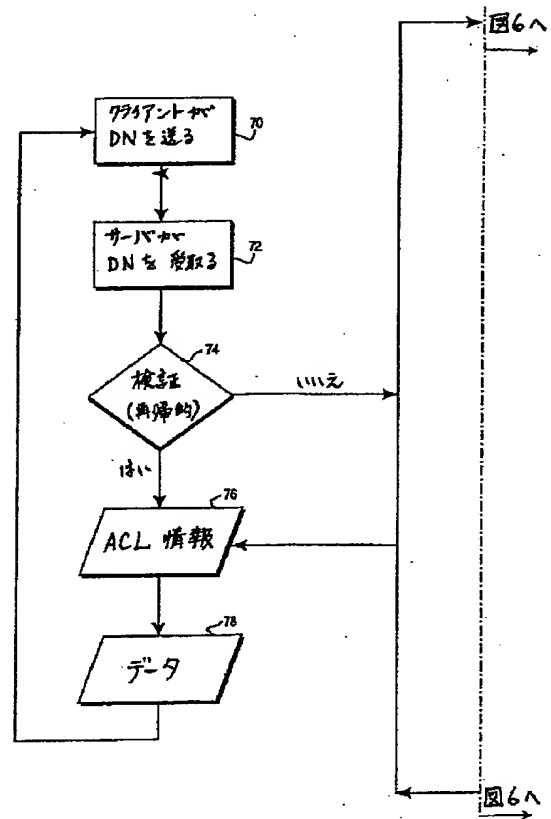 図6へ
クライアントが
DNを送る
70
サーバが
DNを受取る
72
74
検証
(再帰的)
いいえ
はい
76
ACL 情報
78
データ
図6へ